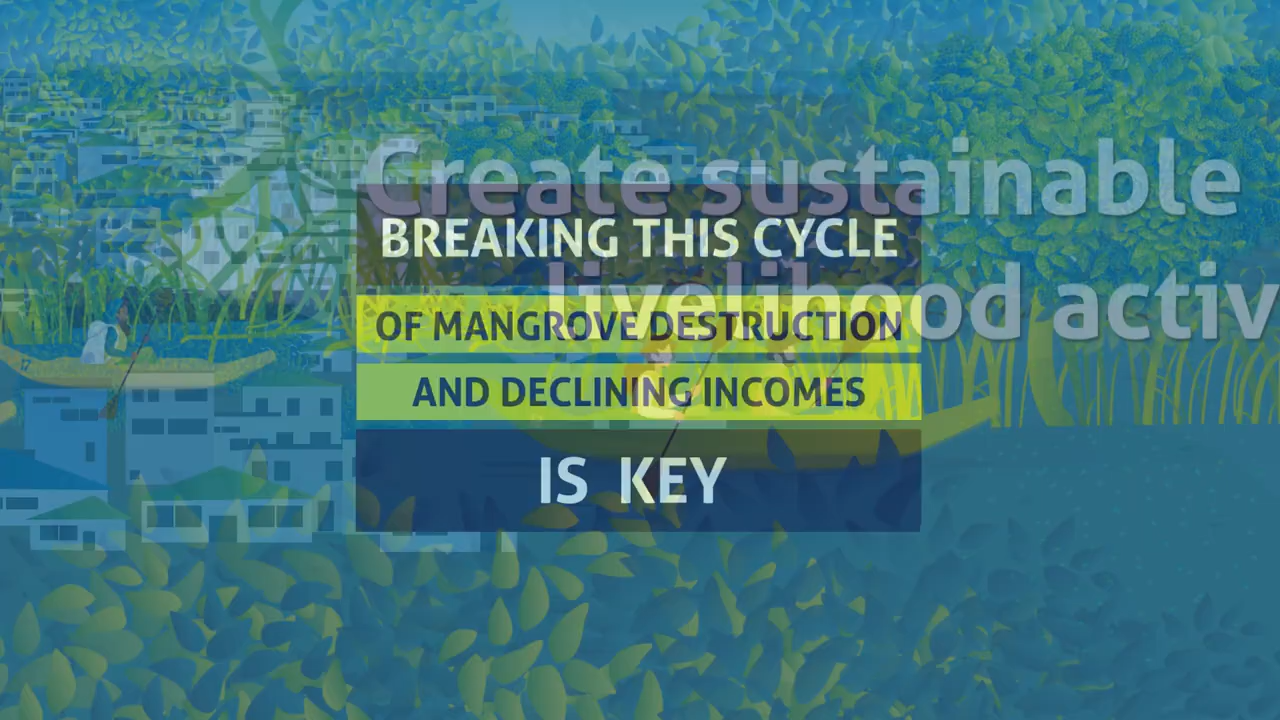 Create sustainable
livelihood activ
BREAKING THIS CYCLE
OF MANGROVE DESTRUCTION
AND DECLINING INCOMES
IS KEY